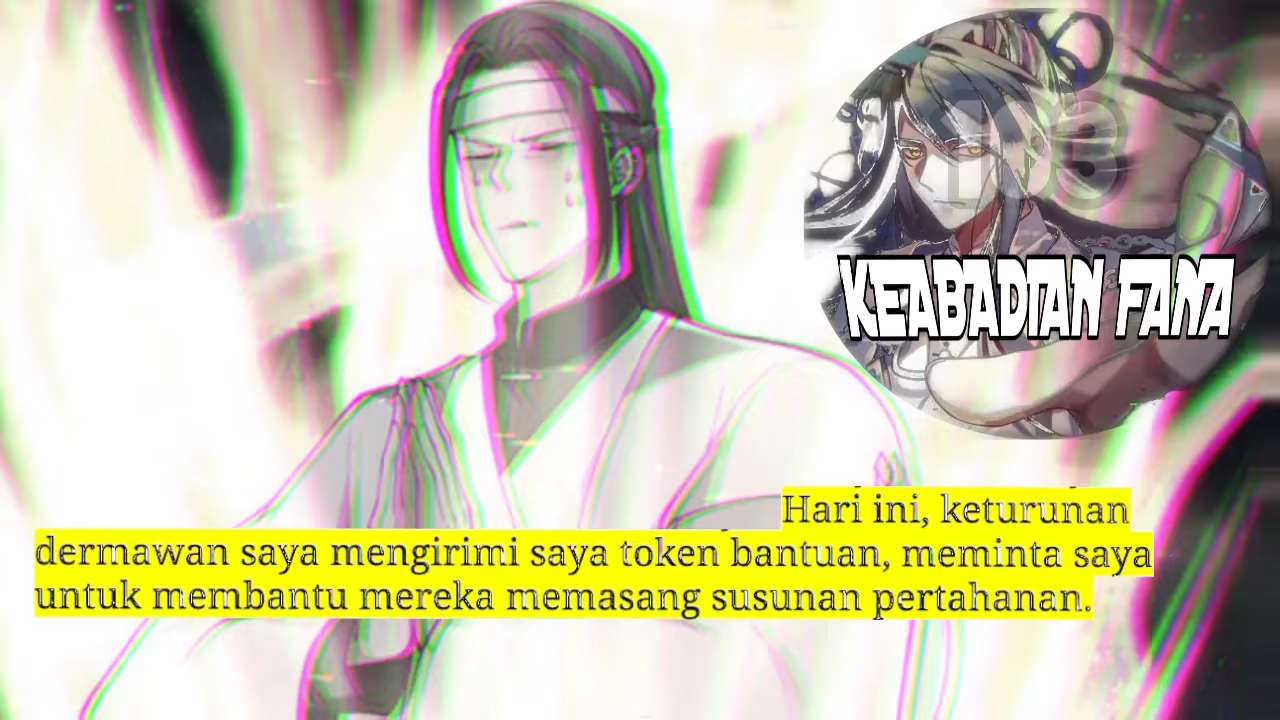 103
KEABADIAN FANA
Hari ini, keturunan
dermawan saya mengirimi saya token bantuan, meminta saya
untuk membantu mereka memasang susunan pertahanan.